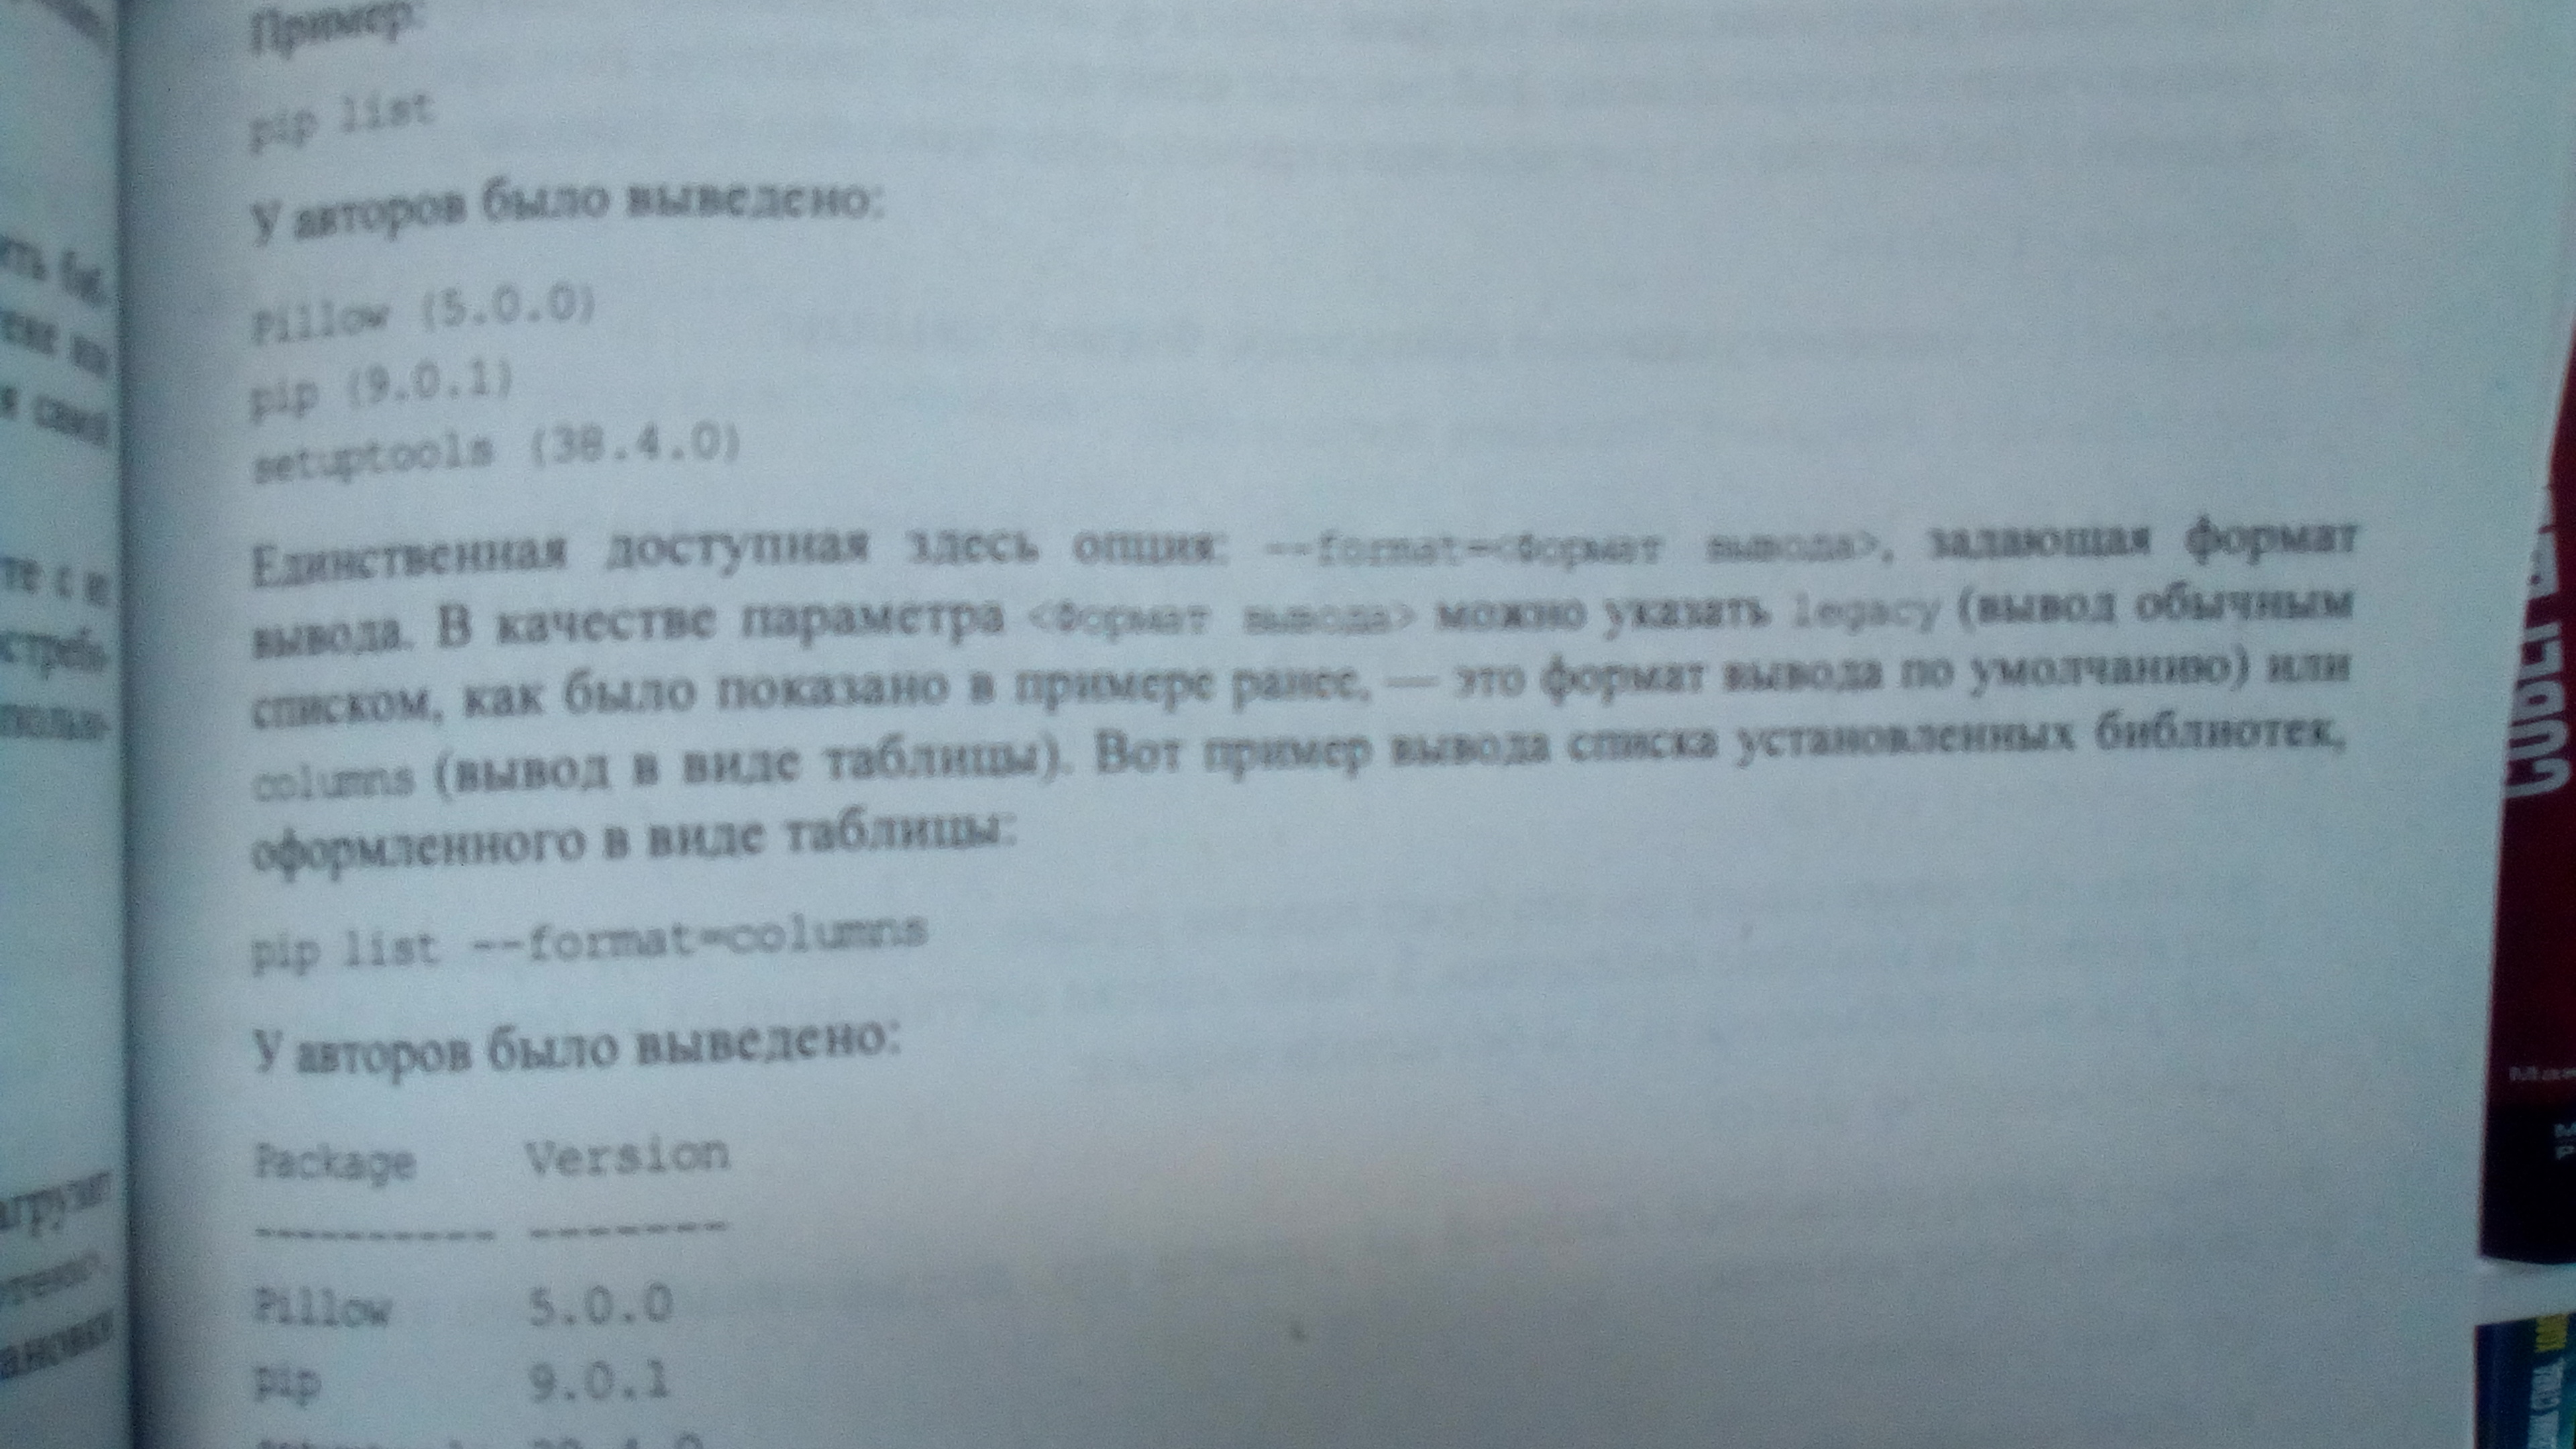 Пример:
pip list
У авторов было выведено:
Pillow (5.0.0)
pip (9.0.1)
setuptools (38.4.0)
Единственная доступная здесь опция: --format=<Формат вывода>, задающая формат
вывода. В качестве параметра <Формат вывода> можно указать legacy (вывод обычным
списком, как было показано в примере ранее, — это формат вывода по умолчанию) или
columns (вывод в виде таблицы). Вот пример вывода списка установленных библиотек,
оформленного в виде таблицы:
pip list --format=columns
У авторов было выведено:
Package Version
---------- -------
Pillow 5.0.0
pip 9.0.1